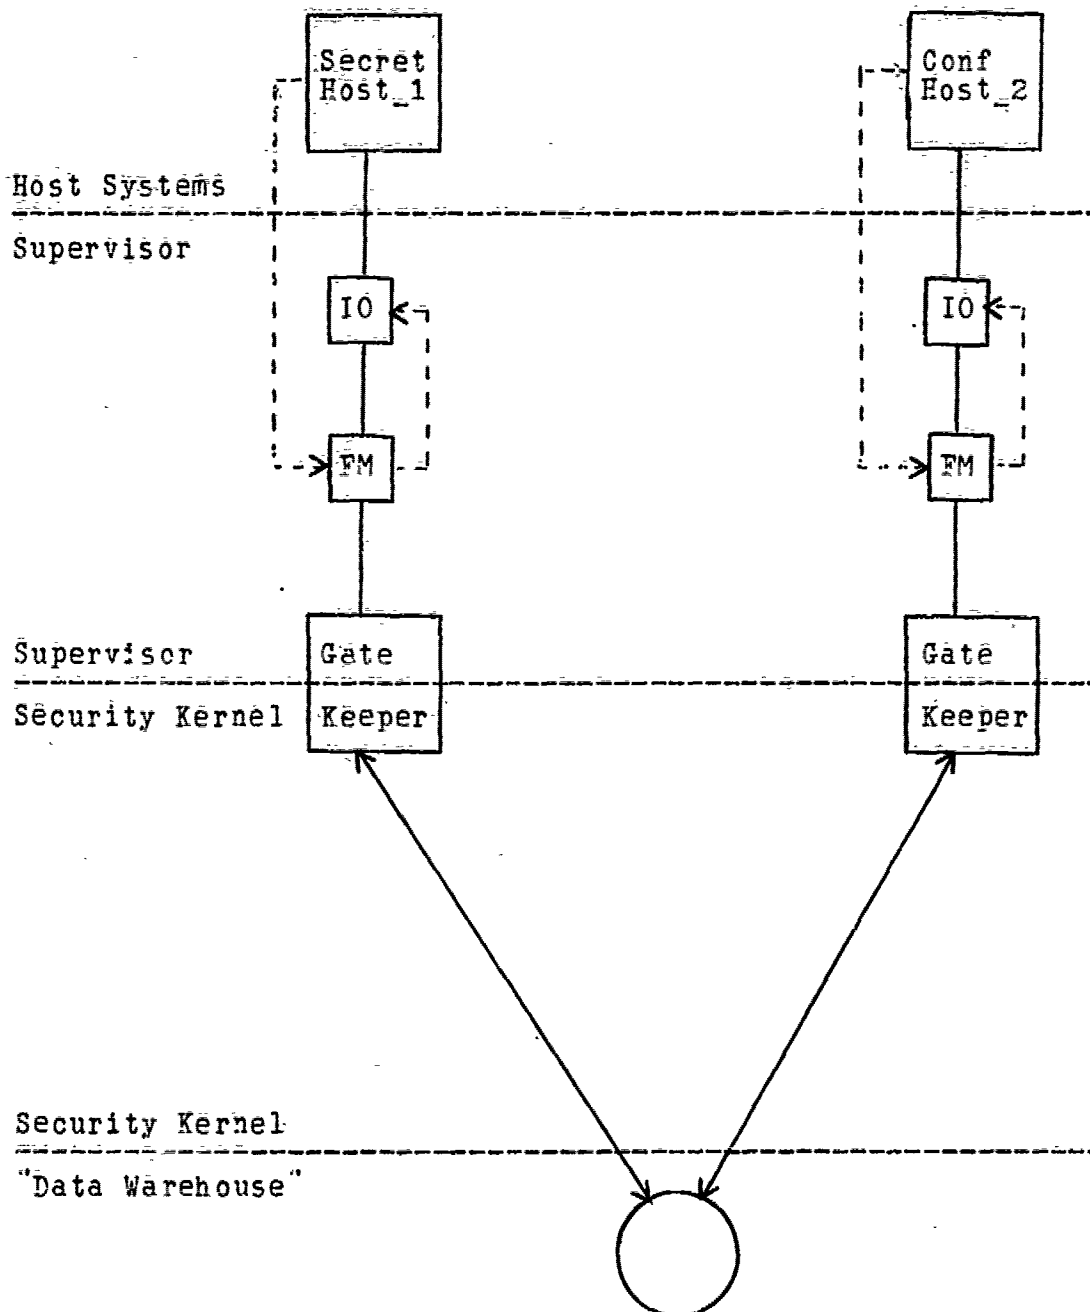 Secret
Host_1
Conf
Host_2
Host Systems
Supervisor
IO
IO
FM
FM
Supervisor
Gate
Gate
Security Kernel
Keeper
Keeper
Security Kernel
"Data Warehouse"